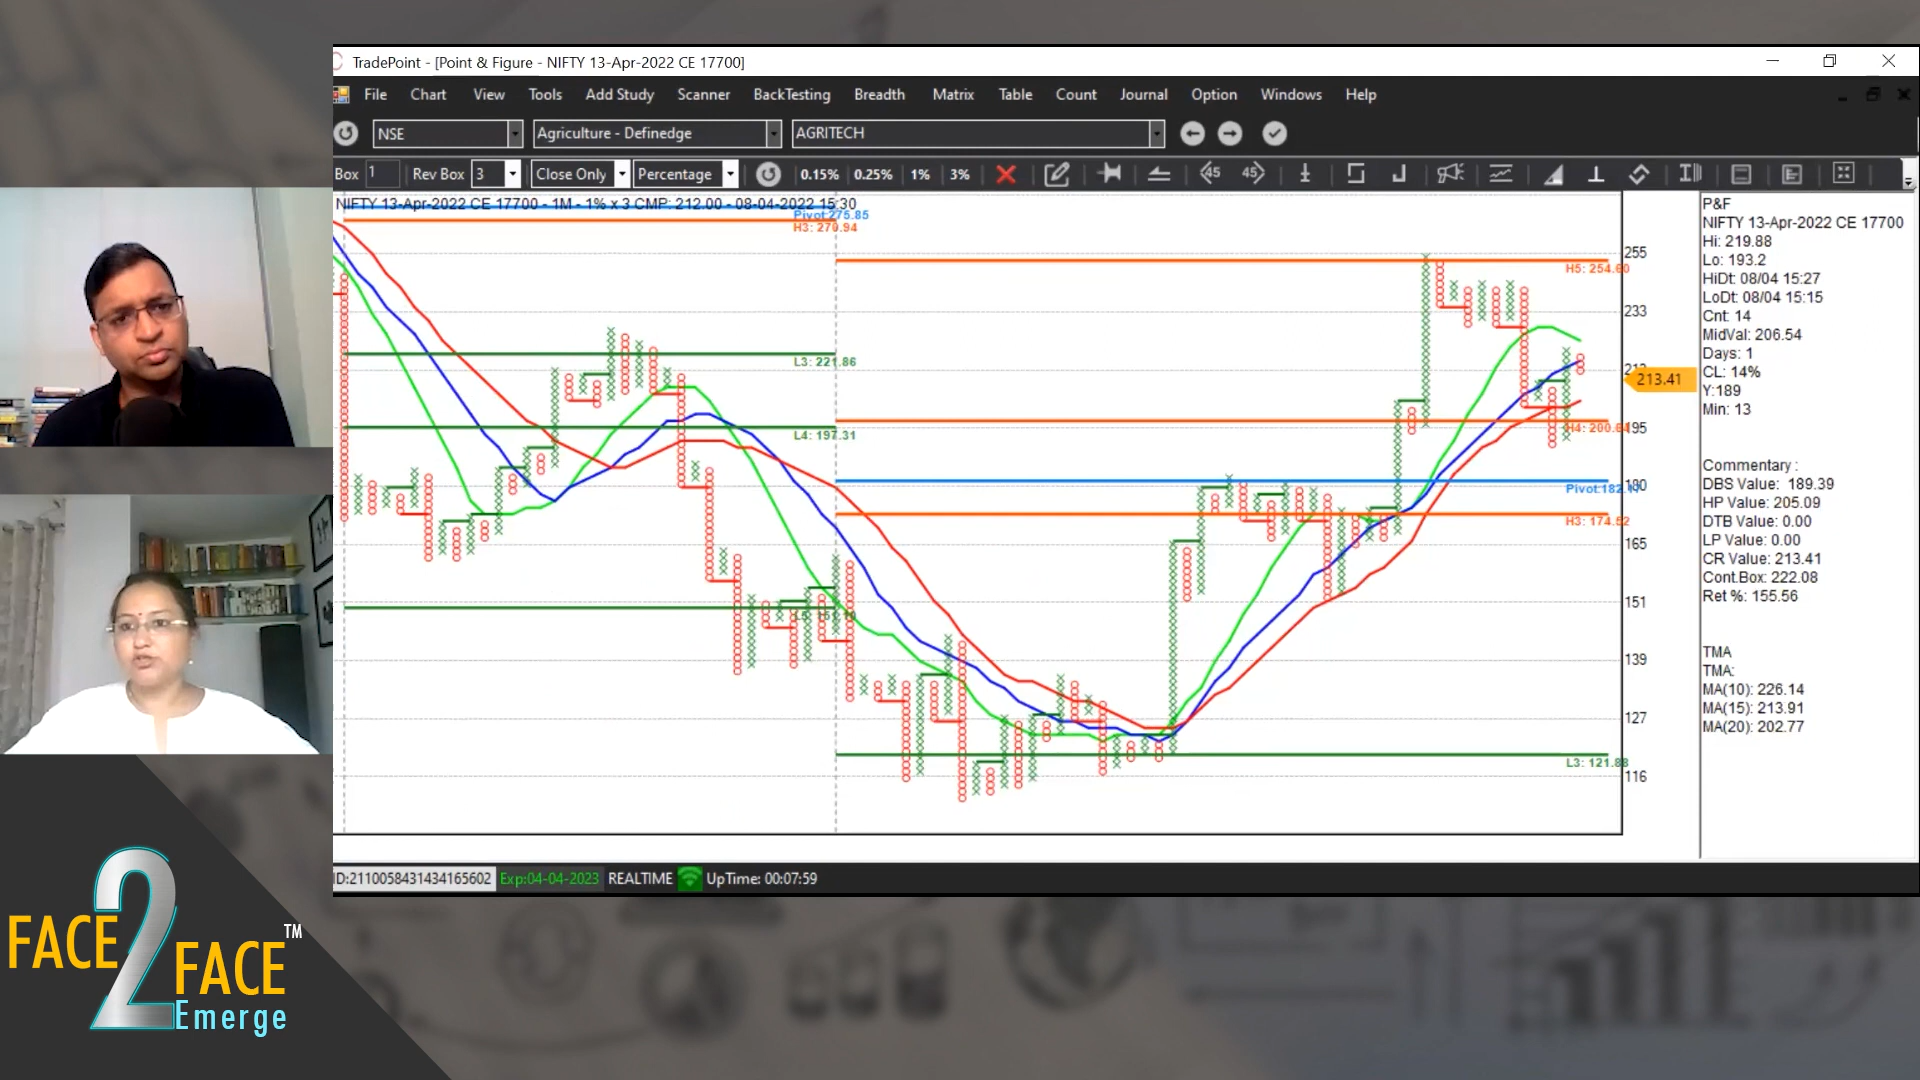 TradePoint - [Point & Figure - NIFTY 13-Apr-2022 CE 17700]
File Chart View Tools Add Study Scanner BackTesting Breadth Matrix Table Count Journal Option Windows Help
NSE Agriculture - Definedge AGRITECH
Box 1 Rev Box 3 Close Only Percentage 0.15% 0.25% 1% 3% 45 45
NIFTY 13-Apr-2022 CE 17700 - 1M - 1% x 3 CMP: 212.00 - 08-04-2022 15:30
Pivot:275.85
H3: 270.94
L3: 221.86
L4: 197.31
H5: 254.60
Pivot:182.
H3: 174.52
L3: 121.88
255
233
213.41
195
180
165
151
139
127
116
P&F
NIFTY 13-Apr-2022 CE 17700
Hi: 219.88
Lo: 193.2
HiDt: 08/04 15:27
LoDt: 08/04 15:15
Cnt: 14
MidVal: 206.54
Days: 1
CL: 14%
Y:189
Min: 13
Commentary :
DBS Value: 189.39
HP Value: 205.09
DTB Value: 0.00
LP Value: 0.00
CR Value: 213.41
Cont.Box: 222.08
Ret %: 155.56
TMA
TMA:
MA(10): 226.14
MA(15): 213.91
MA(20): 202.77
ID:2110058431434165602 Exp:04-04-2023 REALTIME UpTime: 00:07:59
FACE 2 FACE TM
Emerge